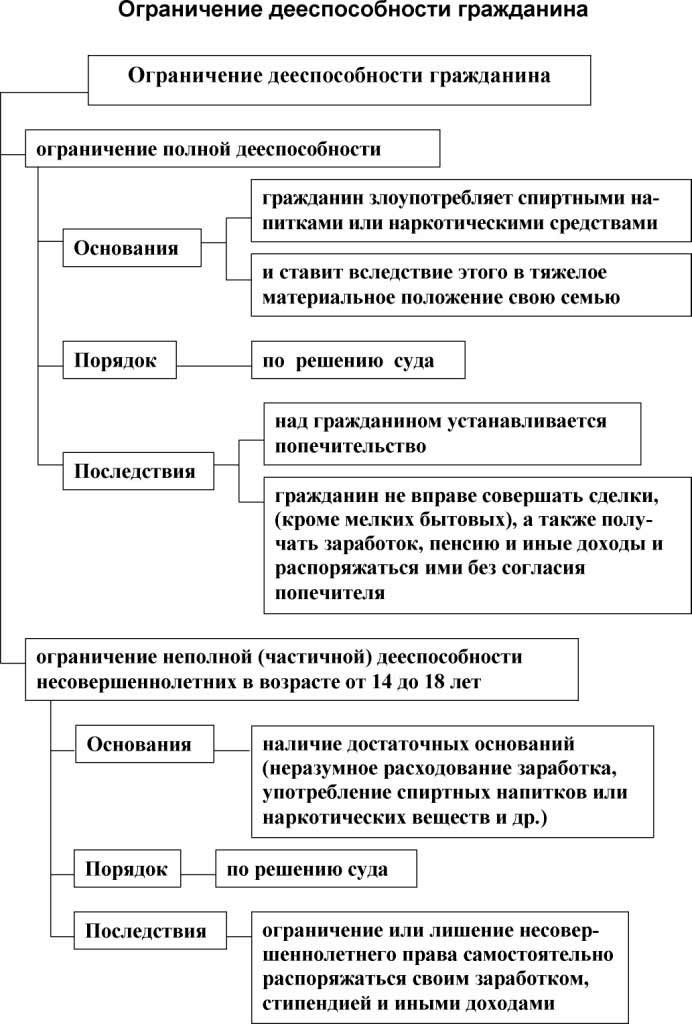 Ограничение дееспособности гражданина
Ограничение дееспособности гражданина
ограничение полной дееспособности
Основания
гражданин злоупотребляет спиртными на-
питками или наркотическими средствами
и ставит вследствие этого в тяжелое
материальное положение свою семью
Порядок
по решению суда
Последствия
над гражданином устанавливается
попечительство
гражданин не вправе совершать сделки,
(кроме мелких бытовых), а также полу-
чать заработок, пенсию и иные доходы и
распоряжаться ими без согласия
попечителя
ограничение неполной (частичной) дееспособности
несовершеннолетних в возрасте от 14 до 18 лет
Основания
наличие достаточных оснований
(неразумное расходование заработка,
употребление спиртных напитков или
наркотических веществ и др.)
Порядок
по решению суда
Последствия
ограничение или лишение несовер-
шеннолетнего права самостоятельно
распоряжаться своим заработком,
стипендией и иными доходами